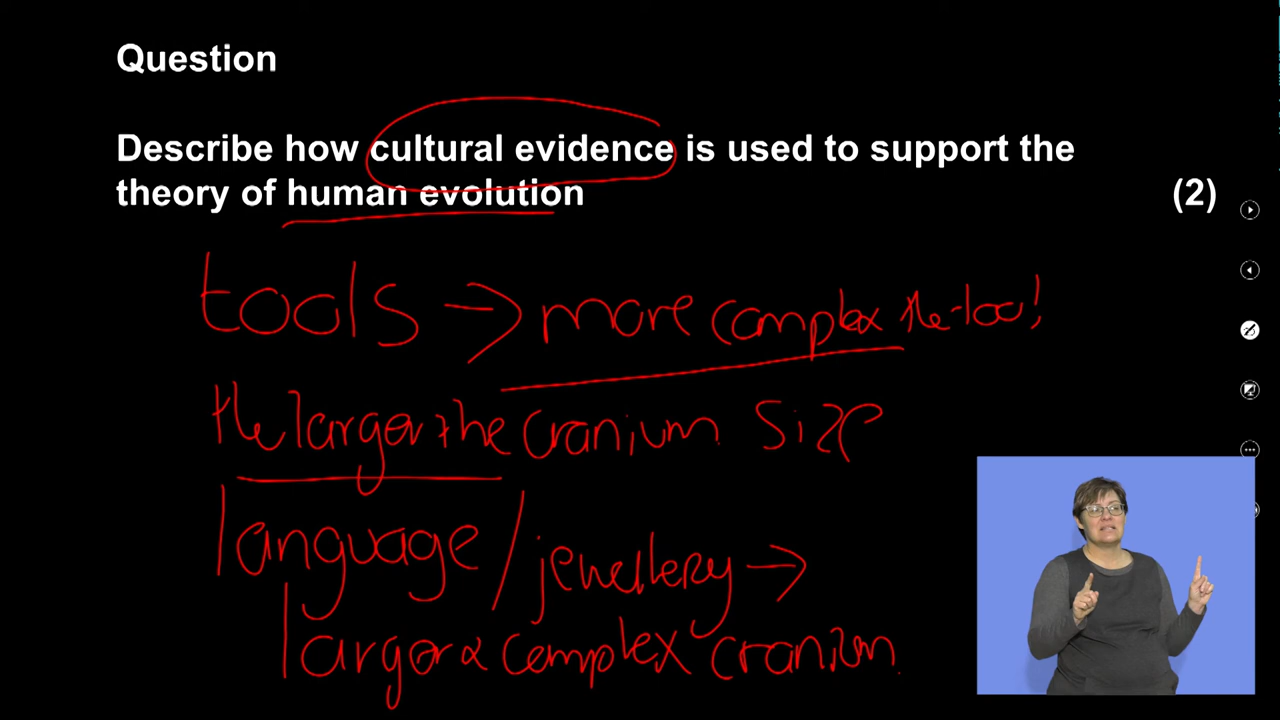 Question
Describe how cultural evidence is used to support the
theory of human evolution (2)
tools → more complex the tool
the larger the cranium size
language / jewellery →
larger & complex cranium